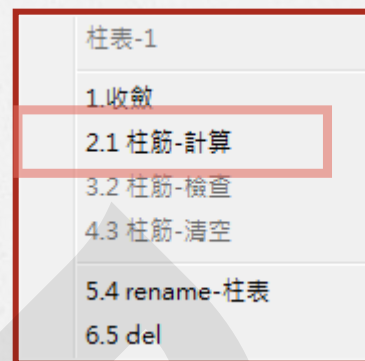 柱表-1
1.收斂
2.1 柱筋-計算
3.2 柱筋-檢查
4.3 柱筋-清空
5.4 rename-柱表
6.5 del